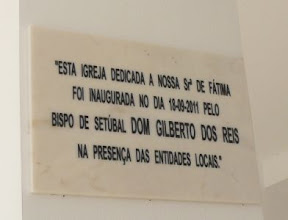 "ESTA IGREJA DEDICADA A NOSSA Srª DE FÁTIMA
FOI INAUGURADA NO DIA 18-09-2011 PELO
BISPO DE SETÚBAL DOM GILBERTO DOS REIS
NA PRESENÇA DAS ENTIDADES LOCAIS."